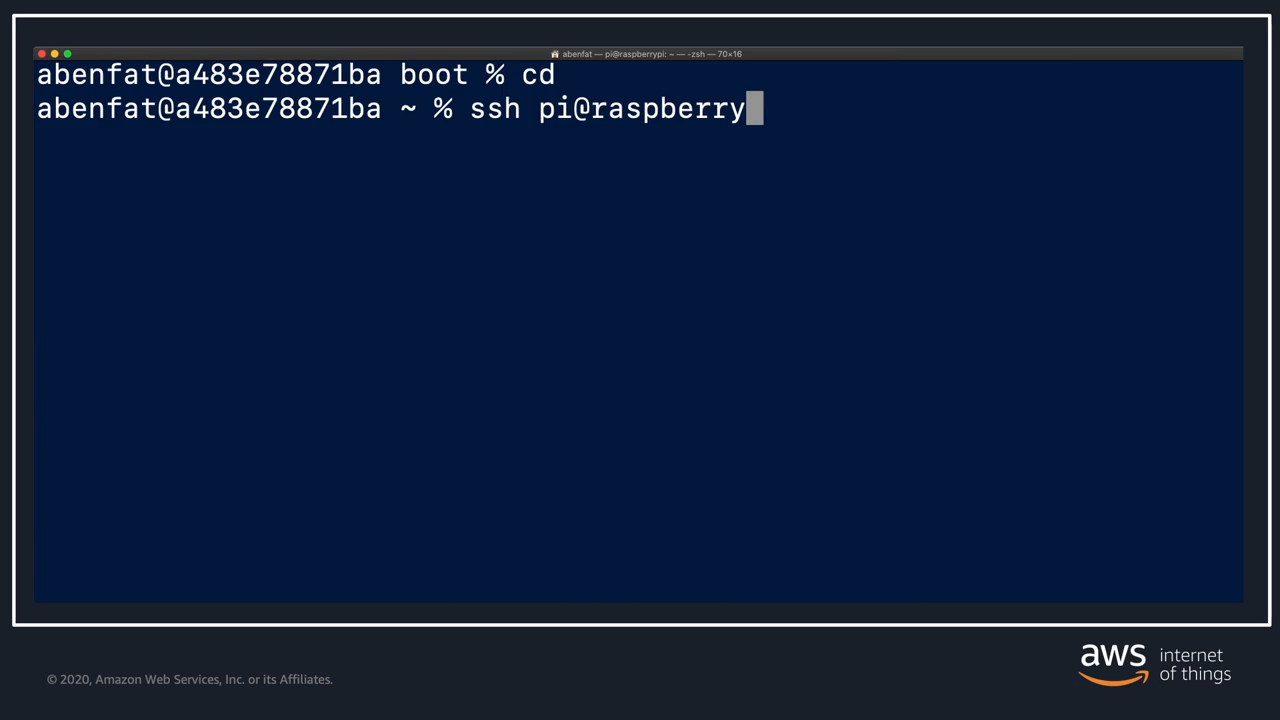 abenfat — pi@raspberrypi: ~ — -zsh — 70×16
abenfat@a483e78871ba boot % cd
abenfat@a483e78871ba ~ % ssh pi@raspberry
© 2020, Amazon Web Services, Inc. or its Affiliates.
aws internet
of things